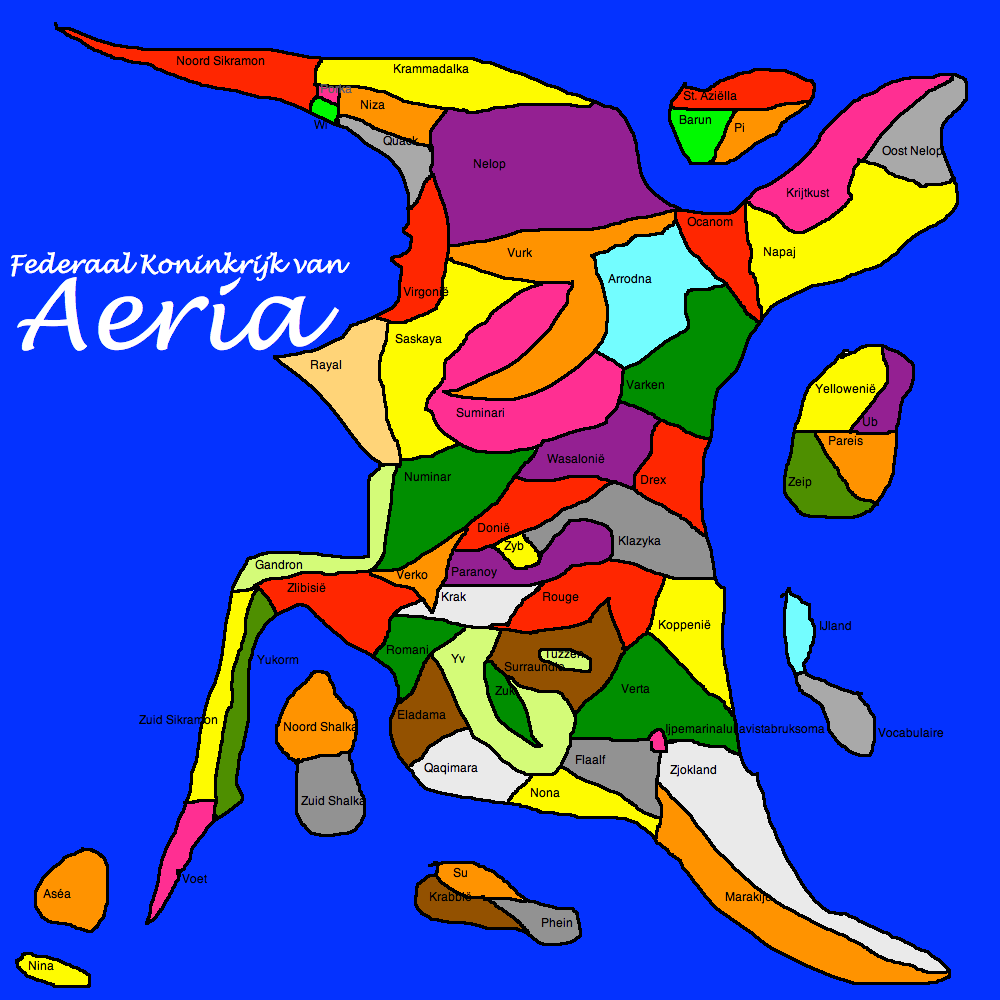 Noord Sikramon
Krammadalka
Forka
Niza
St. Aziëlla
Wi
Barun
Pi
Quack
Oost Nelop
Nelop
Krijtkust
Ocanom
Vurk
Napaj
Federaal Koninkrijk van
Aeria
Arrodna
Virgonië
Saskaya
Rayal
Varken
Yellowenië
Suminari
Ub
Pareis
Wasalonië
Numinar
Drex
Zeip
Donië
Zyb
Klazyka
Gandron
Verko
Paranoy
Zlibisië
Krak
Rouge
Koppenië
IJland
Romani
Yv
Tuzzen
Surraundië
Yukorm
Zuk
Verta
Eladama
Zuid Sikramon
Noord Shalka
Ijpemarinalulavistabruksoma
Vocabulaire
Qaqimara
Flaalf
Zjokland
Nona
Zuid Shalka
Voet
Su
Aséa
Krabbië
Marakije
Phein
Nina